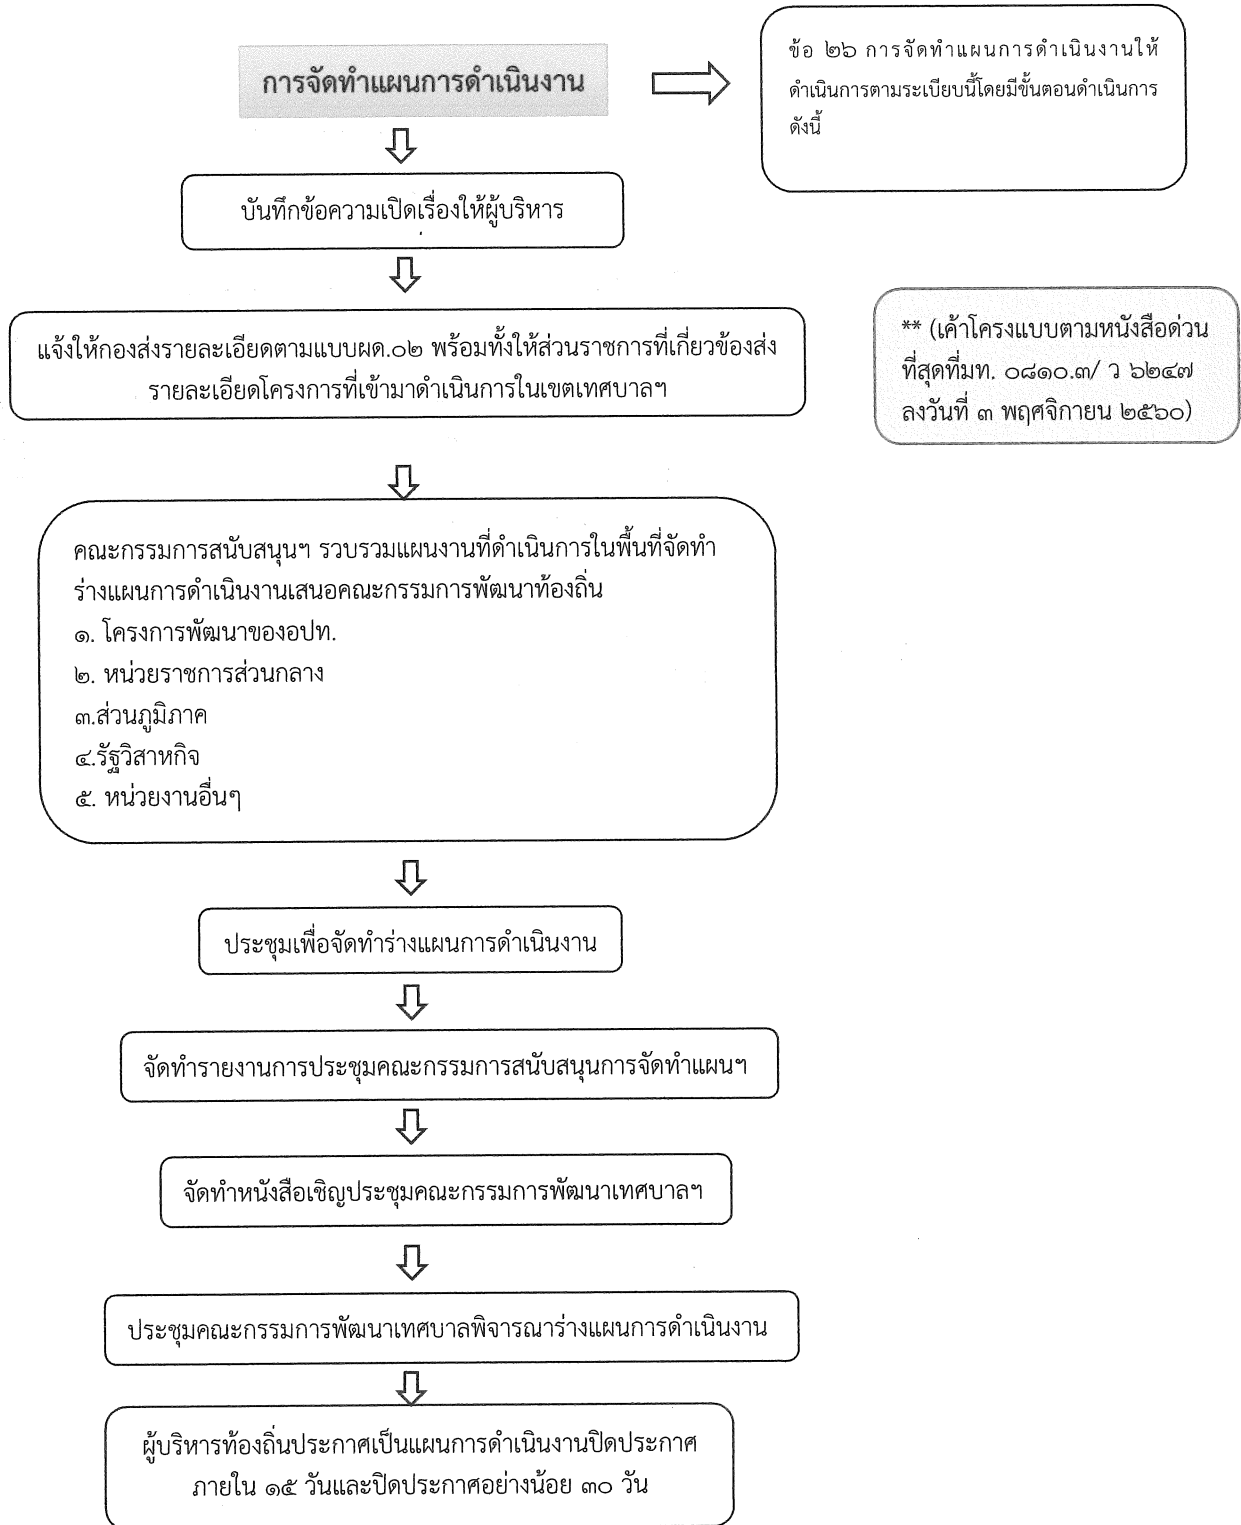 การจัดทำแผนการดำเนินงาน
ข้อ ๒๖ การจัดทำแผนการดำเนินงานให้
ดำเนินการตามระเบียบนี้โดยมีขั้นตอนดำเนินการ
ดังนี้
บันทึกข้อความเปิดเรื่องให้ผู้บริหาร
แจ้งให้กองส่งรายละเอียดตามแบบผด.๐๒ พร้อมทั้งให้ส่วนราชการที่เกี่ยวข้องส่ง
รายละเอียดโครงการที่เข้ามาดำเนินการในเขตเทศบาลฯ
** (เค้าโครงแบบตามหนังสือด่วน
ที่สุดที่มท. ๐๘๑๐.๓/ ว ๖๒๔๗
ลงวันที่ ๓ พฤศจิกายน ๒๕๖๐)
คณะกรรมการสนับสนุนฯ รวบรวมแผนงานที่ดำเนินการในพื้นที่จัดทำ
ร่างแผนการดำเนินงานเสนอคณะกรรมการพัฒนาท้องถิ่น
๑. โครงการพัฒนาของอปท.
๒. หน่วยราชการส่วนกลาง
๓.ส่วนภูมิภาค
๔.รัฐวิสาหกิจ
๕. หน่วยงานอื่นๆ
ประชุมเพื่อจัดทำร่างแผนการดำเนินงาน
จัดทำรายงานการประชุมคณะกรรมการสนับสนุนการจัดทำแผนฯ
จัดทำหนังสือเชิญประชุมคณะกรรมการพัฒนาเทศบาลฯ
ประชุมคณะกรรมการพัฒนาเทศบาลพิจารณาร่างแผนการดำเนินงาน
ผู้บริหารท้องถิ่นประกาศเป็นแผนการดำเนินงานปิดประกาศ
ภายใน ๑๕ วันและปิดประกาศอย่างน้อย ๓๐ วัน